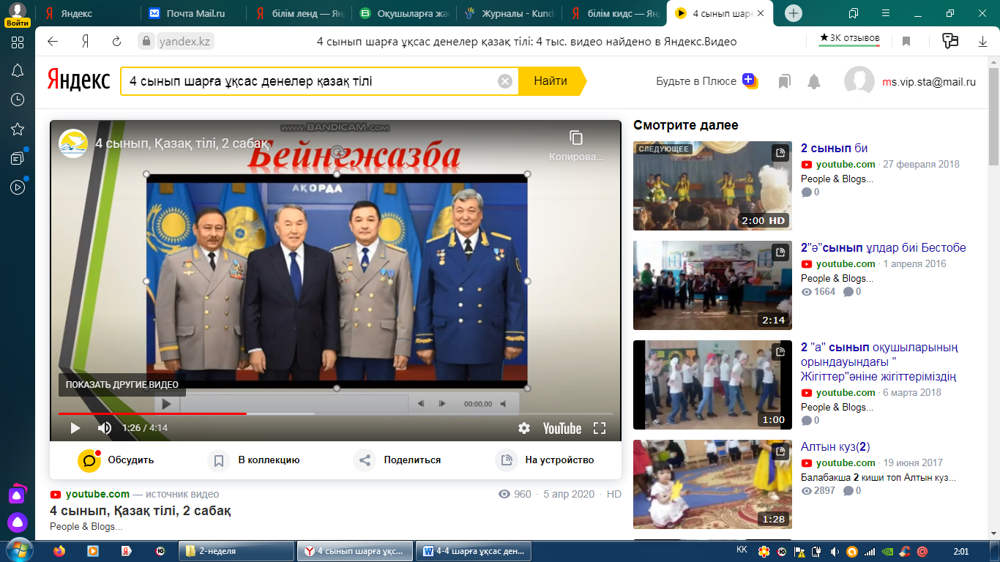 Яндекс
Почта Mail.ru
білім ленд — Ян
Оқушыларға жә
Журналы - Kund
білім кидс — Ян
4 сынып шарғ
Войти
yandex.kz
4 сынып шарға ұқсас денелер қазақ тілі: 4 тыс. видео найдено в Яндекс.Видео
★3К отзывов
Яндекс
4 сынып шарға ұқсас денелер қазақ тілі
Найти
Будьте в Плюсе
ms.vip.sta@mail.ru
WWW.BANDICAM.COM
4 сынып, Қазақ тілі, 2 сабақ
Копирова...
Бейнежазба
АҚОРДА
ПОКАЗАТЬ ДРУГИЕ ВИДЕО
00:00,00
1:26 / 4:14
YouTube
Обсудить
В коллекцию
Поделиться
На устройство
youtube.com — источник видео
960 · 5 апр 2020 · HD
4 сынып, Қазақ тілі, 2 сабақ
People & Blogs...
Смотрите далее
СЛЕДУЮЩЕЕ
2:00 HD
2 сынып би
youtube.com · 27 февраля 2018
People & Blogs...
0
2:14
2"ә"сынып ұлдар биі Бестобе
youtube.com · 1 апреля 2016
People & Blogs...
1664 0
1:00
2 "а" сынып оқушыларының
орындауындағы "
Жігіттер"әніне жігіттеріміздің
youtube.com · 6 марта 2018
People & Blogs...
0
1:28
Алтын куз(2)
youtube.com · 19 июня 2017
Балабакша 2 киши топ Алтын куз...
2897 0
2-неделя
4 сынып шарға ұқс...
4-4 шарға ұқсас ден...
KK
2:01